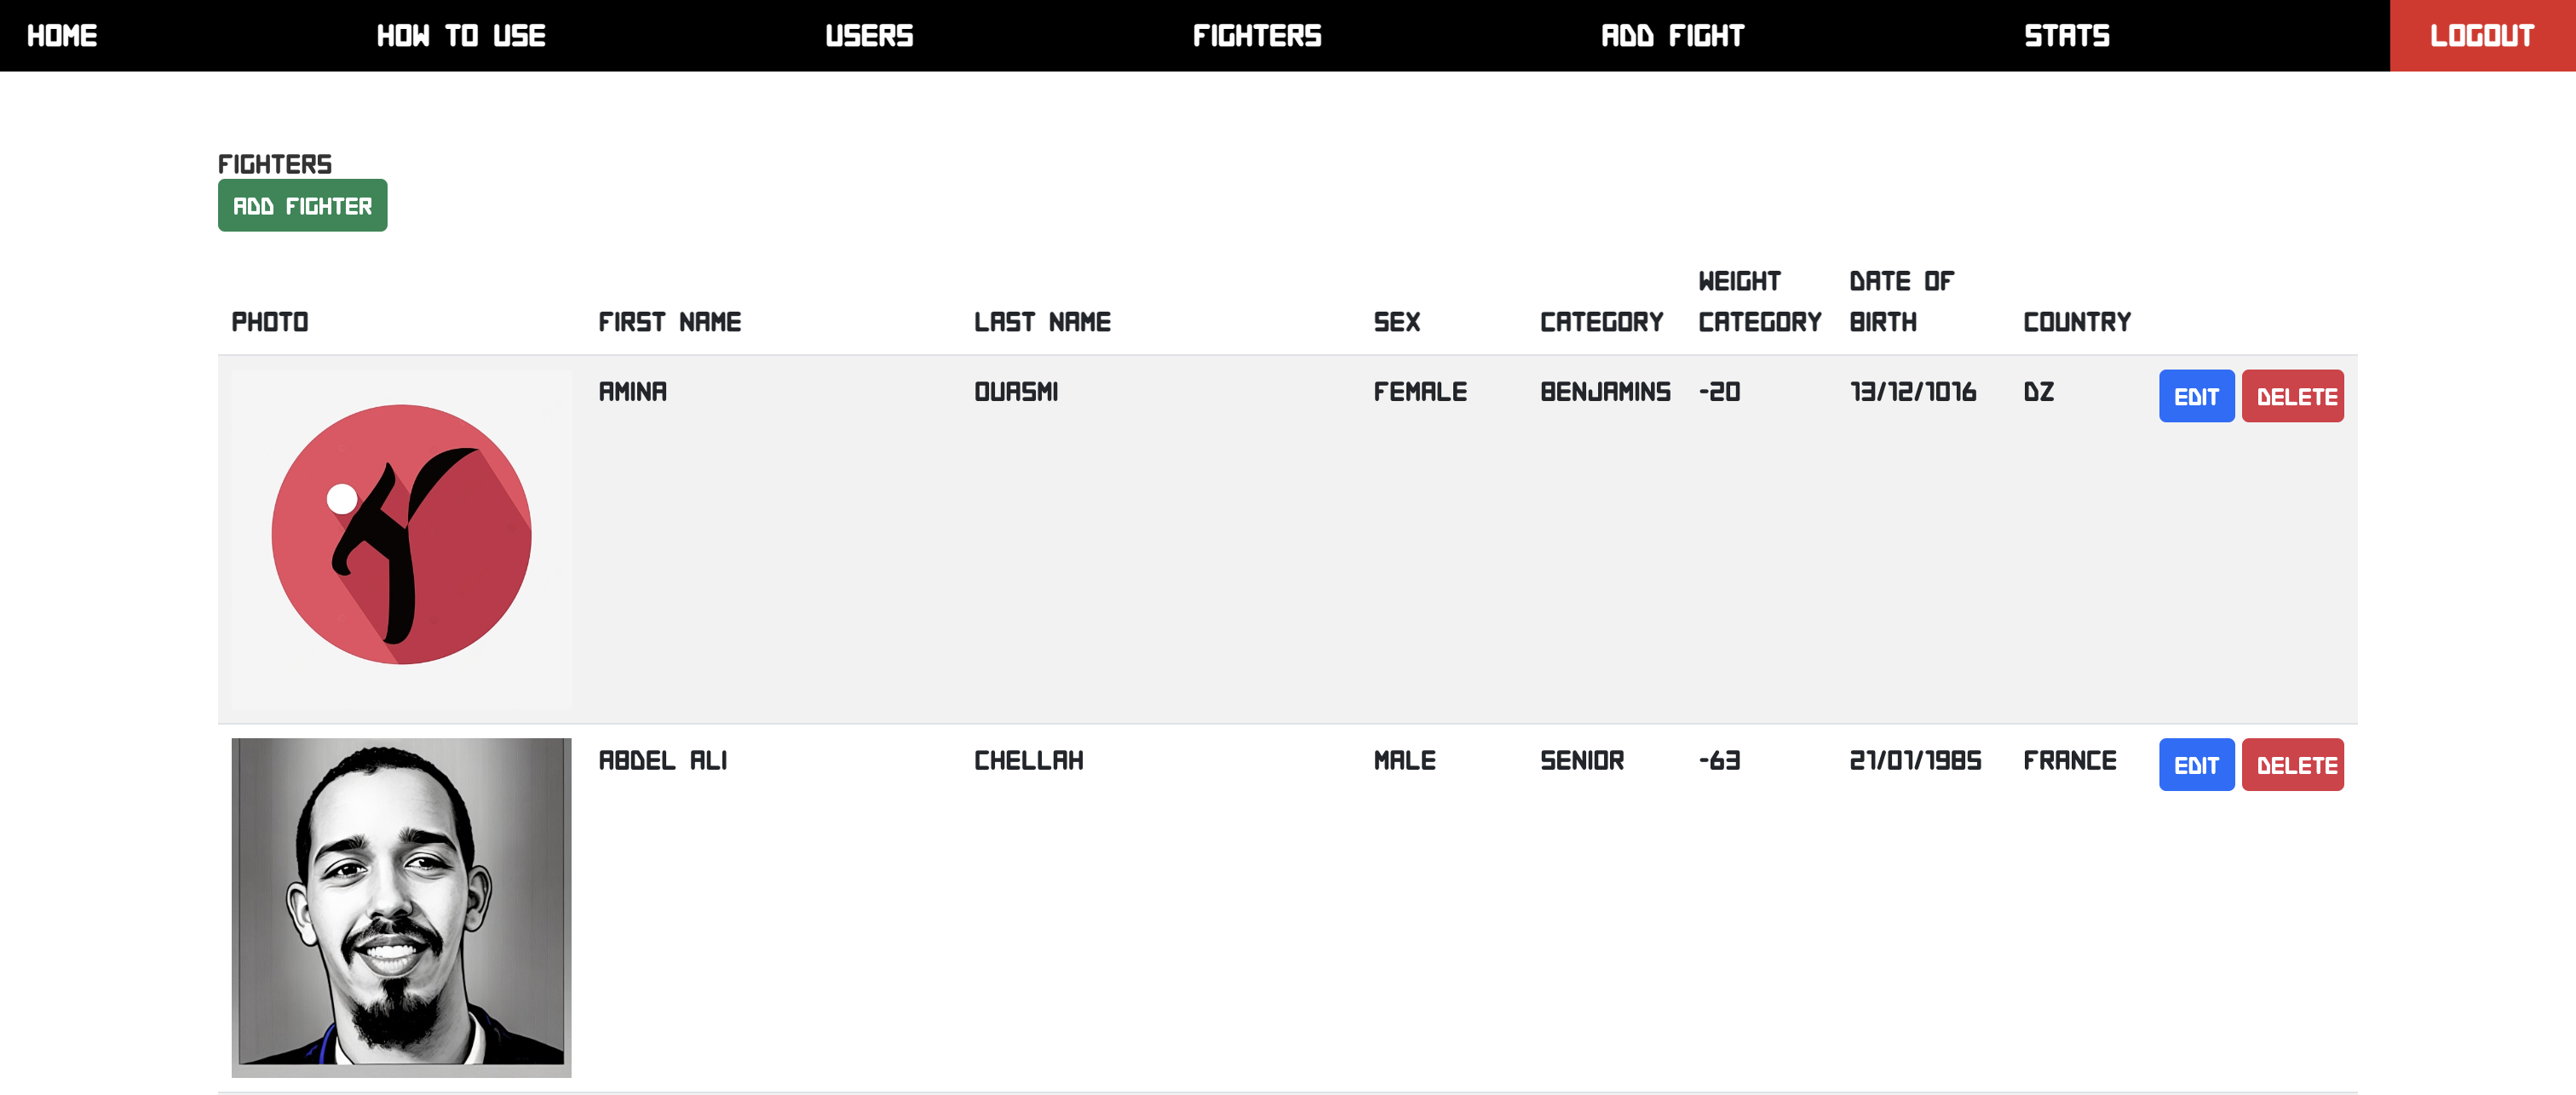 HOME HOW TO USE USERS FIGHTERS ADD FIGHT STATS LOGOUT
FIGHTERS
ADD FIGHTER
PHOTO FIRST NAME LAST NAME SEX CATEGORY WEIGHT CATEGORY DATE OF BIRTH COUNTRY
AMINA OUASMI FEMALE BENJAMINS -20 13/12/1016 DZ EDIT DELETE
ABDEL ALI CHELLAH MALE SENIOR -63 21/01/1985 FRANCE EDIT DELETE